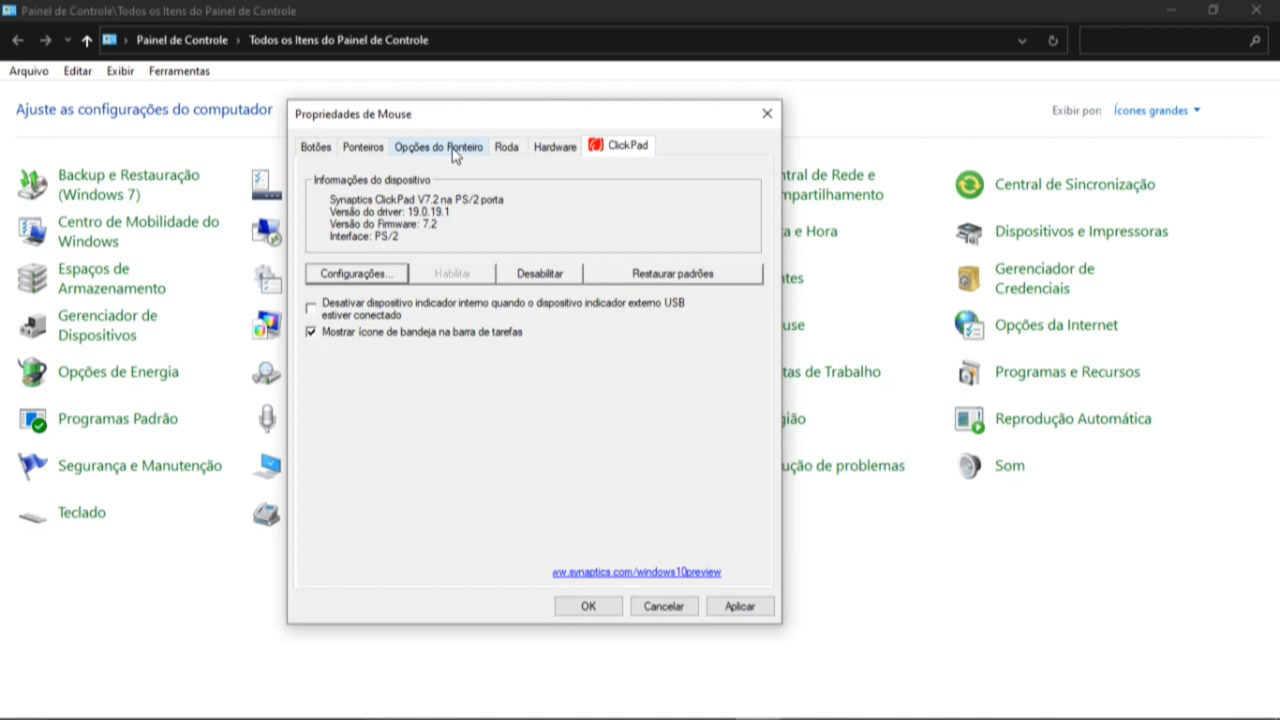 Painel de Controle\Todos os Itens do Painel de Controle
Painel de Controle › Todos os Itens do Painel de Controle
Arquivo Editar Exibir Ferramentas
Ajuste as configurações do computador
Exibir por: Ícones grandes
Propriedades de Mouse
Botões Ponteiros Opções do Ponteiro Roda Hardware ClickPad
Informações do dispositivo
Synaptics ClickPad V7.2 na PS/2 porta
Versão do driver: 19.0.19.1
Versão do Firmware: 7.2
Interface: PS/2
Configurações... Habilitar Desabilitar Restaurar padrões
Desativar dispositivo indicador interno quando o dispositivo indicador externo USB
estiver conectado
Mostrar ícone de bandeja na barra de tarefas
ww.synaptics.com/windows10preview
OK Cancelar Aplicar
Backup e Restauração
(Windows 7)
Centro de Mobilidade do
Windows
Espaços de
Armazenamento
Gerenciador de
Dispositivos
Opções de Energia
Programas Padrão
Segurança e Manutenção
Teclado
ntral de Rede e
mpartilhamento
a e Hora
ntes
use
tas de Trabalho
gião
ução de problemas
Central de Sincronização
Dispositivos e Impressoras
Gerenciador de
Credenciais
Opções da Internet
Programas e Recursos
Reprodução Automática
Som